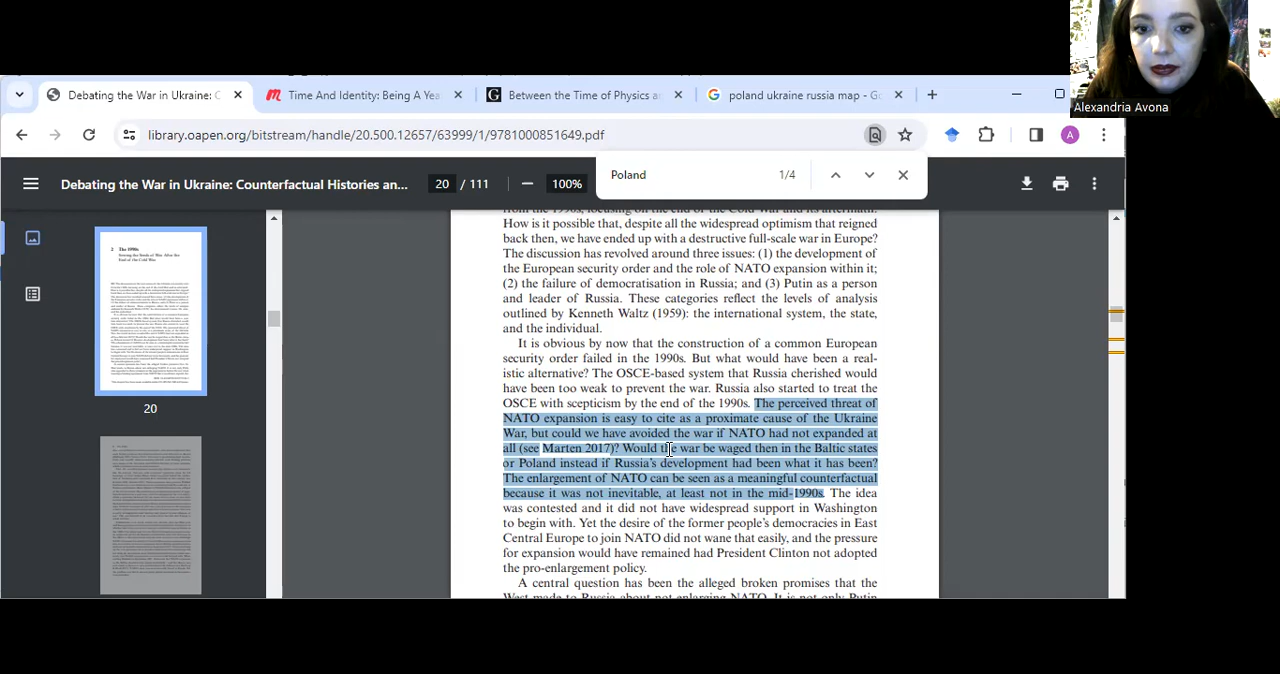 Alexandria Avona
Debating the War in Ukraine: C
Time And Identity: Being A Yea
Between the Time of Physics a
poland ukraine russia map - Go
library.oapen.org/bitstream/handle/20.500.12657/63999/1/9781000851649.pdf
A
Poland
1/4
Debating the War in Ukraine: Counterfactual Histories an...
20 / 111
100%
2 The 1990s
Sowing the Seeds of War After the
End of the Cold War
20
from the 1990s, focusing on the end of the Cold War and its aftermath.
How is it possible that, despite all the widespread optimism that reigned
back then, we have ended up with a destructive full-scale war in Europe?
The discussion has revolved around three issues: (1) the development of
the European security order and the role of NATO expansion within it;
(2) the failure of democratisation in Russia; and (3) Putin as a person
and leader of Russia. These categories reflect the levels of analysis
outlined by Kenneth Waltz (1959): the international system, the state,
and the individual.
It is obvious by now that the construction of a common European
security order failed in the 1990s. But what would have been a real-
istic alternative? The OSCE-based system that Russia cherished would
have been too weak to prevent the war. Russia also started to treat the
OSCE with scepticism by the end of the 1990s. The perceived threat of
NATO expansion is easy to cite as a proximate cause of the Ukraine
War, but could we have avoided the war if NATO had not expanded at
all (see Marten 2017)? Would the war be waged then in the Baltic states
or Poland instead if Russia's development had been what it has been?
The enlargement of NATO can be seen as a meaningful counterfactual
because it was not inevitable, at least not in the mid-1990s. The idea
was contested and it did not have widespread support in Washington
to begin with. Yet the desire of the former people's democracies in East
Central Europe to join NATO did not wane that easily, and the pressure
for expansion would have remained had President Clinton not adopted
the pro-enlargement policy.
A central question has been the alleged broken promises that the
West made to Russia about not enlarging NATO. It is not only Putin